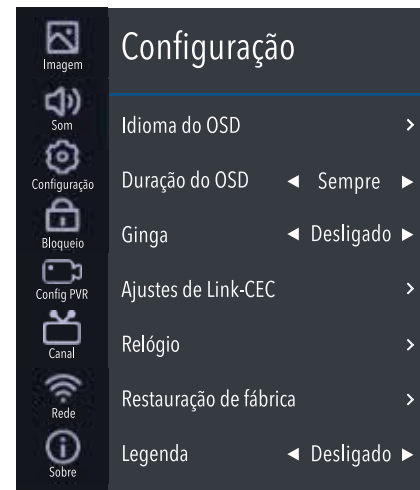 Imagem
Som
Configuração
Bloqueio
Config PVR
Canal
Rede
Sobre
Configuração
Idioma do OSD
Duração do OSD Sempre
Ginga Desligado
Ajustes de Link-CEC
Relógio
Restauração de fábrica
Legenda Desligado